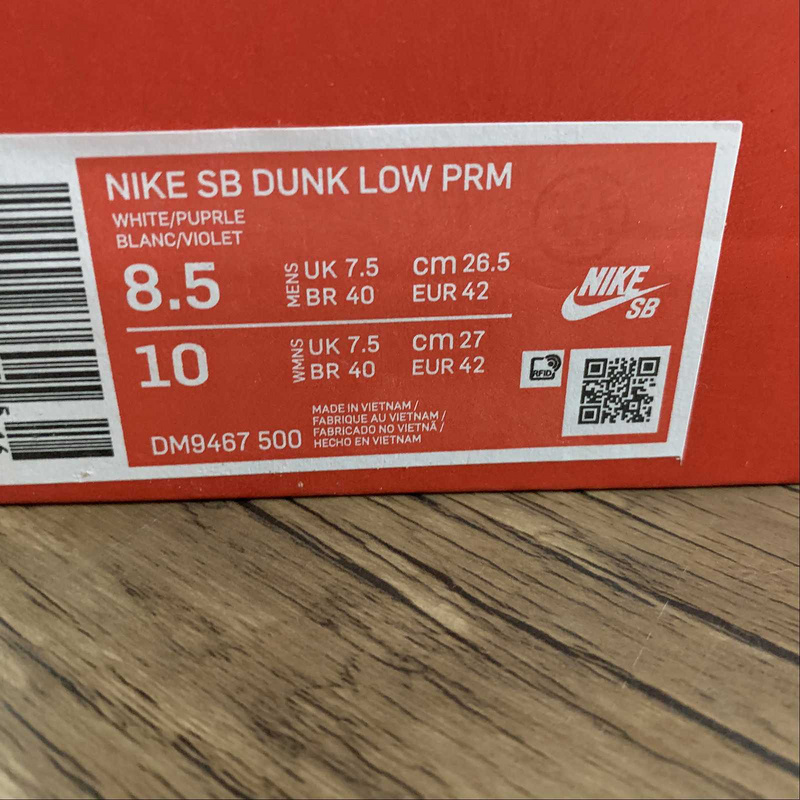 NIKE SB DUNK LOW PRM
WHITE/PUPRLE
BLANC/VIOLET
8.5 MENS UK 7.5 cm 26.5
BR 40 EUR 42
10 WMNS UK 7.5 cm 27
BR 40 EUR 42
NIKE
SB
RFID
DM9467 500
MADE IN VIETNAM /
FABRIQUE AU VIETNAM /
FABRICADO NO VIETNÃ /
HECHO EN VIETNAM